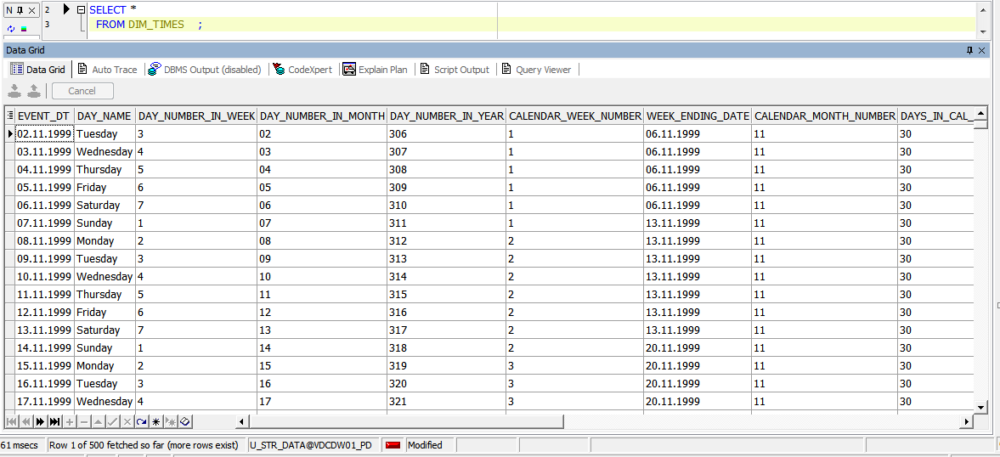 N 2 SELECT *
3 FROM DIM_TIMES ;
Data Grid
Data Grid Auto Trace DBMS Output (disabled) CodeXpert Explain Plan Script Output Query Viewer
Cancel
EVENT_DT DAY_NAME DAY_NUMBER_IN_WEEK DAY_NUMBER_IN_MONTH DAY_NUMBER_IN_YEAR CALENDAR_WEEK_NUMBER WEEK_ENDING_DATE CALENDAR_MONTH_NUMBER DAYS_IN_CAL_
02.11.1999 Tuesday 3 02 306 1 06.11.1999 11 30
03.11.1999 Wednesday 4 03 307 1 06.11.1999 11 30
04.11.1999 Thursday 5 04 308 1 06.11.1999 11 30
05.11.1999 Friday 6 05 309 1 06.11.1999 11 30
06.11.1999 Saturday 7 06 310 1 06.11.1999 11 30
07.11.1999 Sunday 1 07 311 1 13.11.1999 11 30
08.11.1999 Monday 2 08 312 2 13.11.1999 11 30
09.11.1999 Tuesday 3 09 313 2 13.11.1999 11 30
10.11.1999 Wednesday 4 10 314 2 13.11.1999 11 30
11.11.1999 Thursday 5 11 315 2 13.11.1999 11 30
12.11.1999 Friday 6 12 316 2 13.11.1999 11 30
13.11.1999 Saturday 7 13 317 2 13.11.1999 11 30
14.11.1999 Sunday 1 14 318 2 20.11.1999 11 30
15.11.1999 Monday 2 15 319 3 20.11.1999 11 30
16.11.1999 Tuesday 3 16 320 3 20.11.1999 11 30
17.11.1999 Wednesday 4 17 321 3 20.11.1999 11 30
61 msecs Row 1 of 500 fetched so far (more rows exist) U_STR_DATA@VDCDW01_PD Modified